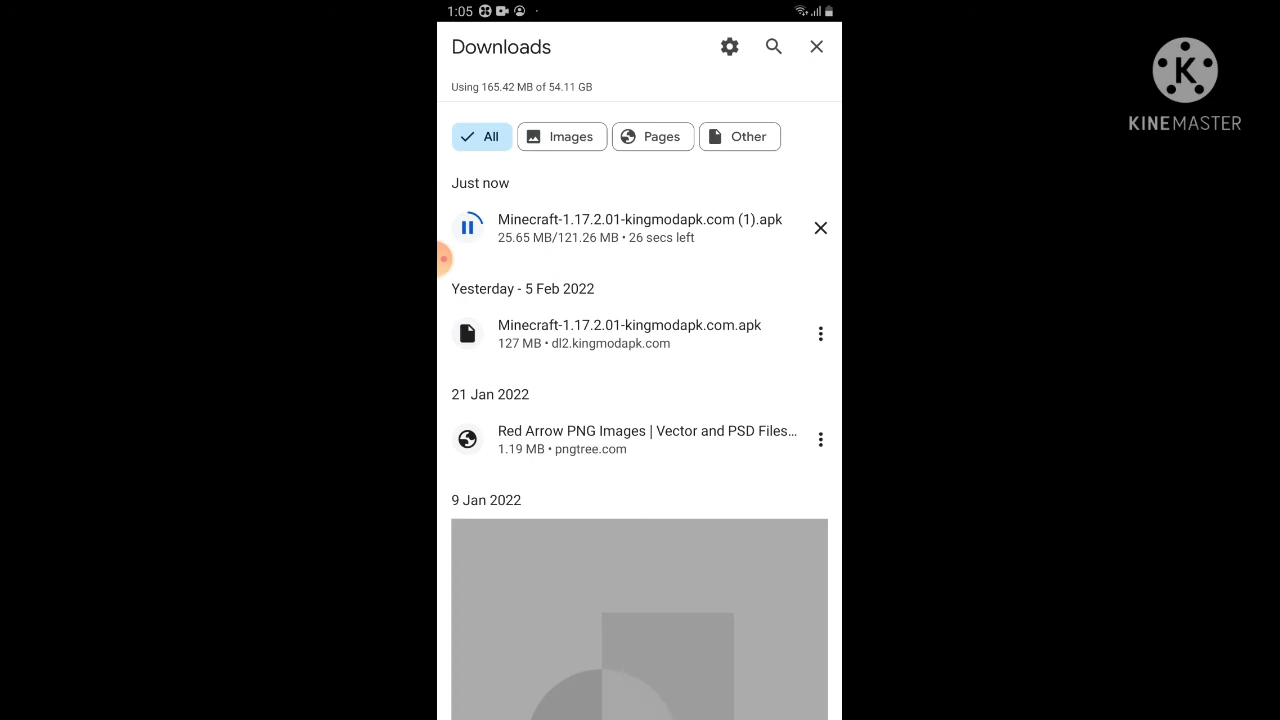 1:05
Downloads
Using 165.42 MB of 54.11 GB
All
Images
Pages
Other
Just now
Minecraft-1.17.2.01-kingmodapk.com (1).apk
25.65 MB/121.26 MB • 26 secs left
Yesterday - 5 Feb 2022
Minecraft-1.17.2.01-kingmodapk.com.apk
127 MB • dl2.kingmodapk.com
21 Jan 2022
Red Arrow PNG Images | Vector and PSD Files...
1.19 MB • pngtree.com
9 Jan 2022
K
KINEMASTER